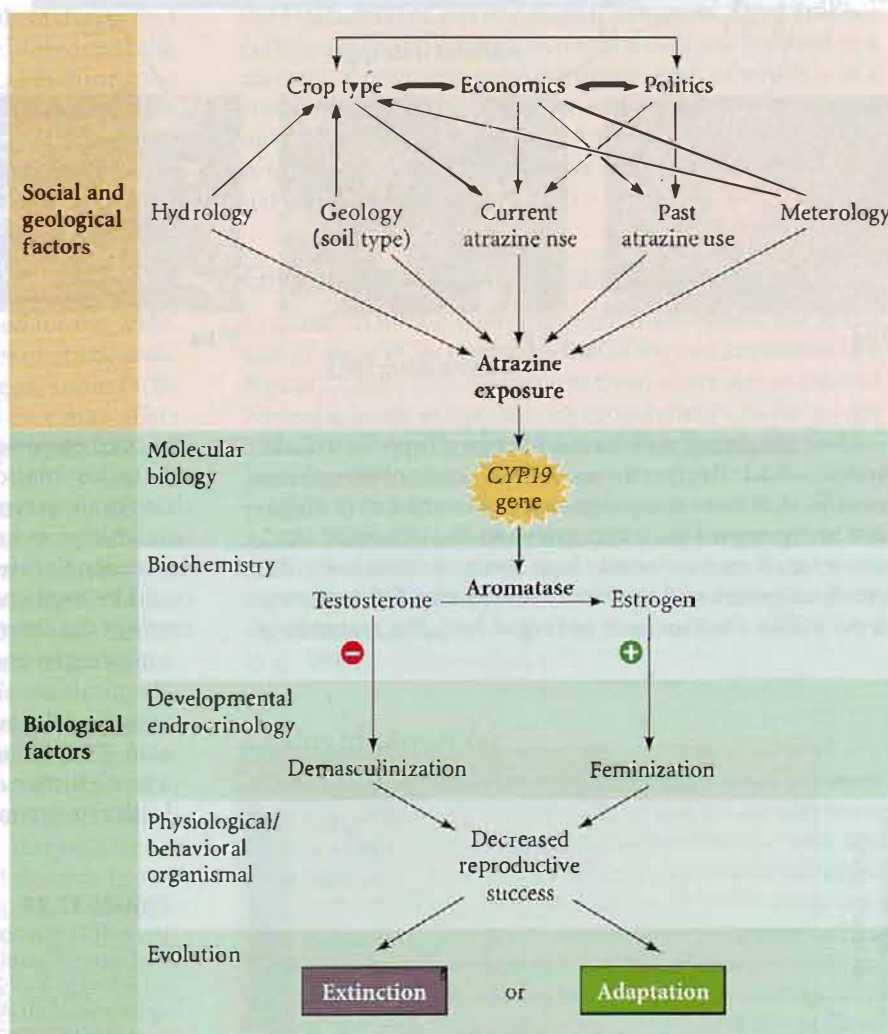 Crop type Economics Politics
Social and
geological
factors
Hydrology Geology Current Past Meterology
(soil type) atrazine nse atrazine use
Atrazine
exposure
Molecular
biology
CYP19
gene
Biochemistry
Aromatase
Testosterone Estrogen
− +
Developmental
endocrinology
Biological
factors
Demasculinization Feminization
Physiological/
behavioral
organismal
Decreased
reproductive
success
Evolution
Extinction or Adaptation